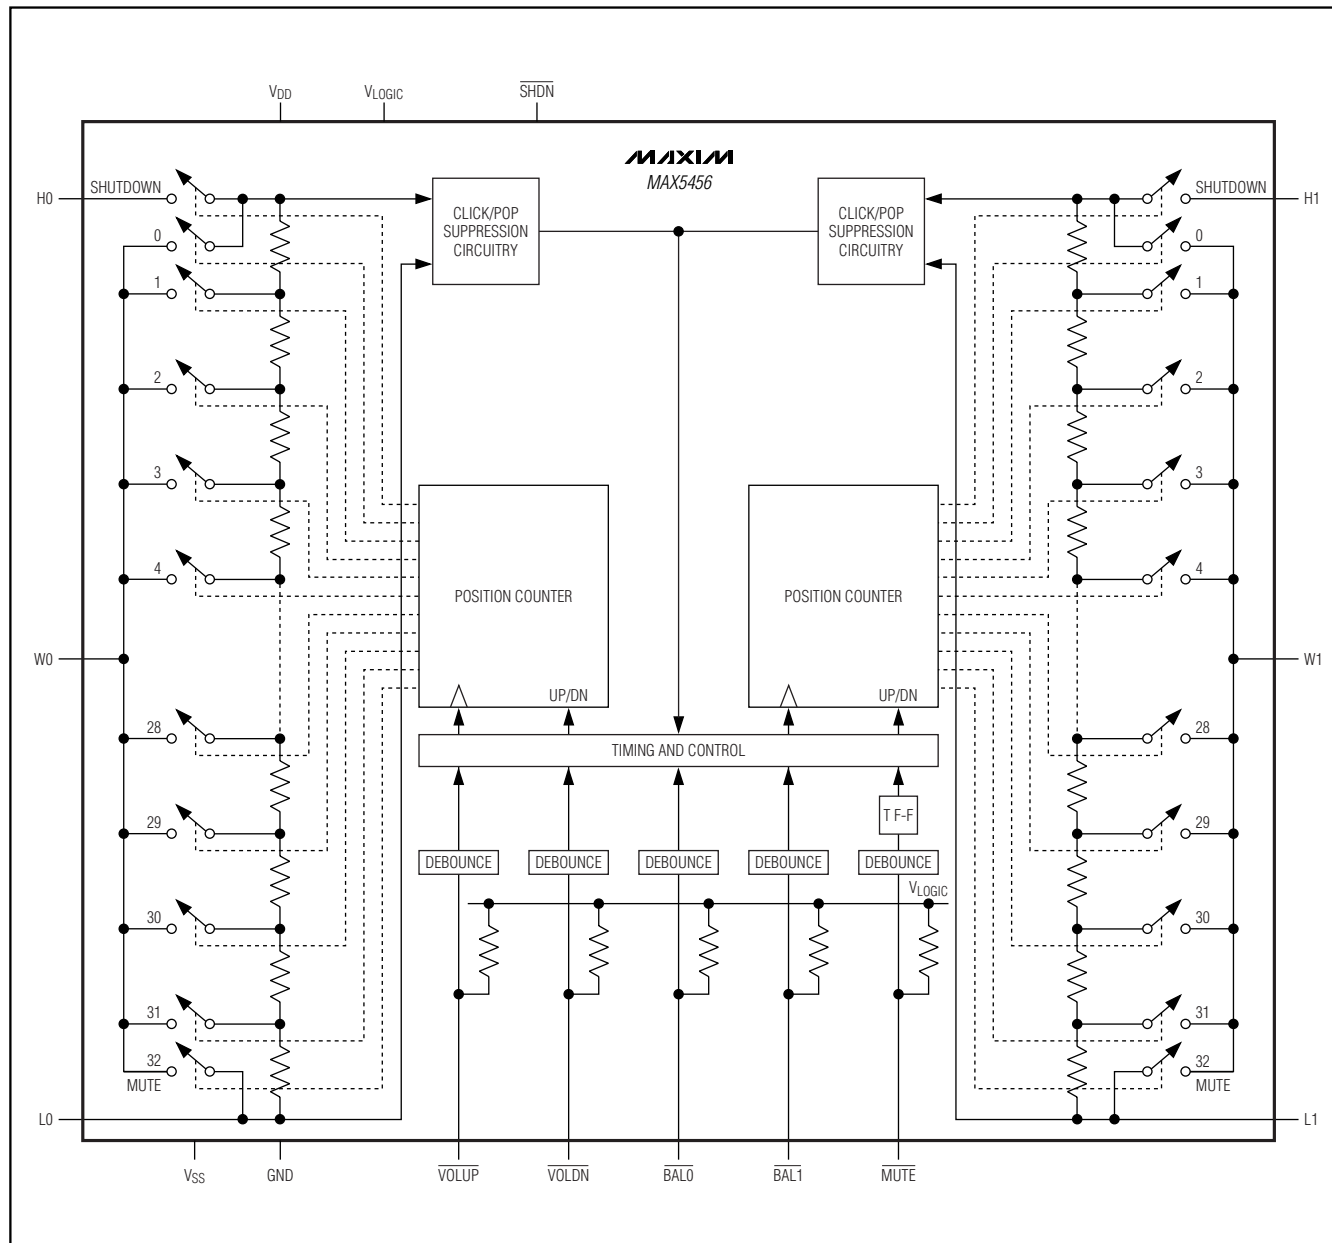 VDD VLOGIC SHDN
MAXIM
MAX5456
H0 SHUTDOWN
SHUTDOWN H1
CLICK/POP
SUPPRESSION
CIRCUITRY
CLICK/POP
SUPPRESSION
CIRCUITRY
0
0
1
1
2
2
3
3
4
4
POSITION COUNTER
POSITION COUNTER
W0
W1
UP/DN
UP/DN
28
28
TIMING AND CONTROL
T F-F
29
29
DEBOUNCE DEBOUNCE DEBOUNCE DEBOUNCE DEBOUNCE
VLOGIC
30
30
31
31
32
MUTE
32
MUTE
L0
L1
VSS GND VOLUP VOLDN BAL0 BAL1 MUTE